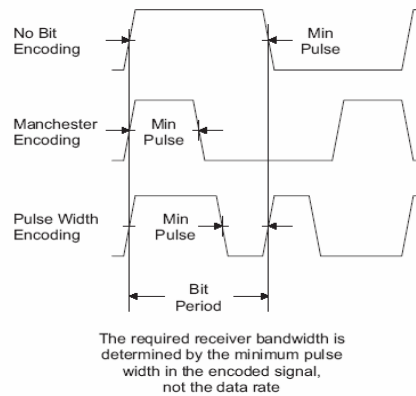 No Bit
Encoding
Min
Pulse
Manchester
Encoding
Min
Pulse
Pulse Width
Encoding
Min
Pulse
Bit
Period
The required receiver bandwidth is
determined by the minimum pulse
width in the encoded signal,
not the data rate